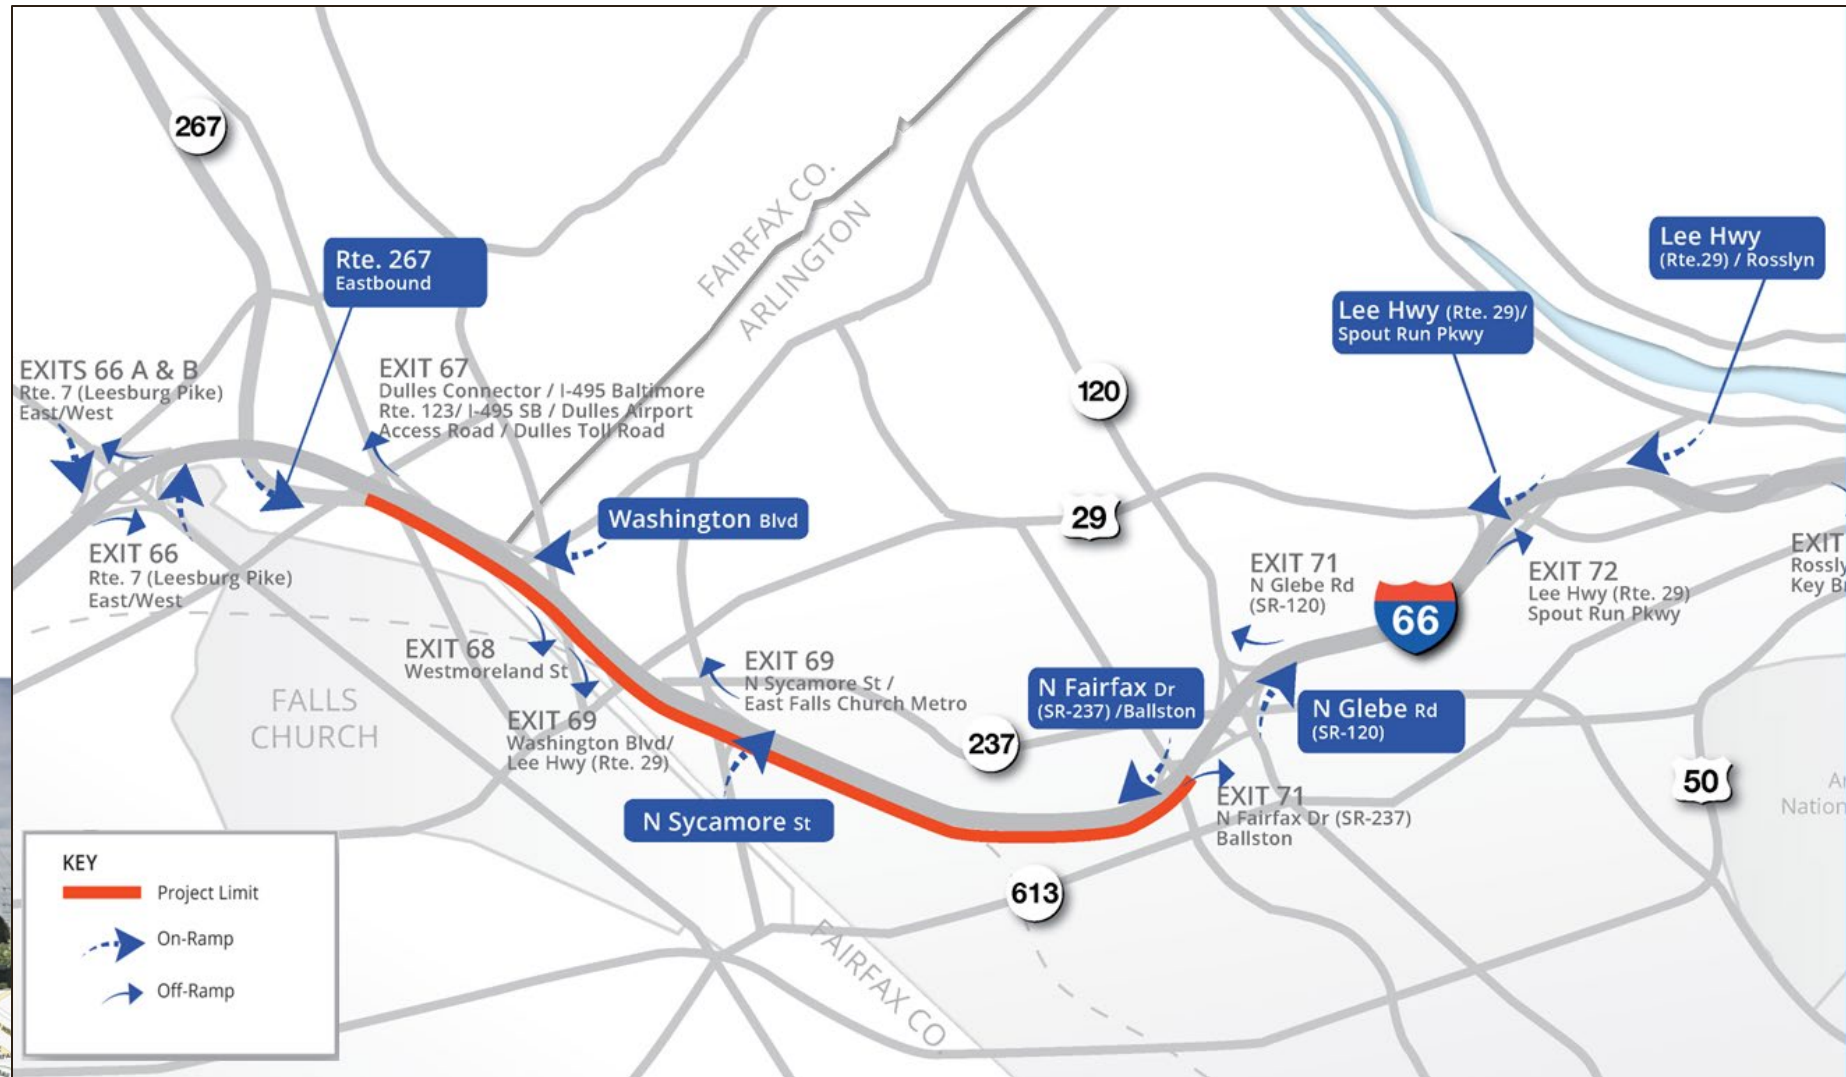 267
Rte. 267
Eastbound
FAIRFAX CO.
ARLINGTON
Lee Hwy
(Rte.29) / Rosslyn
Lee Hwy (Rte. 29)/
Spout Run Pkwy
EXITS 66 A & B
Rte. 7 (Leesburg Pike)
East/West
EXIT 67
Dulles Connector / I-495 Baltimore
Rte. 123/ I-495 SB / Dulles Airport
Access Road / Dulles Toll Road
120
Washington Blvd
29
EXIT 66
Rte. 7 (Leesburg Pike)
East/West
EXIT 71
N Glebe Rd
(SR-120)
EXIT 72
Lee Hwy (Rte. 29)
Spout Run Pkwy
EXIT
Key
66
EXIT 68
Westmoreland St
EXIT 69
N Sycamore St /
East Falls Church Metro
N Fairfax Dr
(SR-237) /Ballston
N Glebe Rd
(SR-120)
FALLS
CHURCH
EXIT 69
Washington Blvd/
Lee Hwy (Rte. 29)
237
50
N Sycamore St
EXIT 71
N Fairfax Dr (SR-237)
Ballston
613
FAIRFAX CO.
KEY
Project Limit
On-Ramp
Off-Ramp